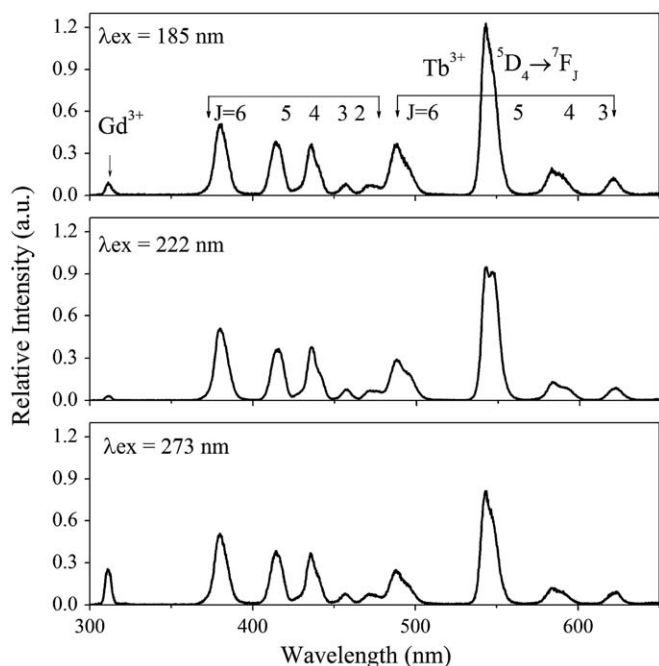 λex = 185 nm
Tb³⁺ ⁵D₄→⁷F_J
J=6 5 4 3 2 J=6 5 4 3
Gd³⁺
1.2
0.9
0.6
0.3
0.0
λex = 222 nm
1.2
0.9
0.6
0.3
0.0
λex = 273 nm
1.2
0.9
0.6
0.3
0.0
300 400 500 600
Relative Intensity (a.u.)
Wavelength (nm)